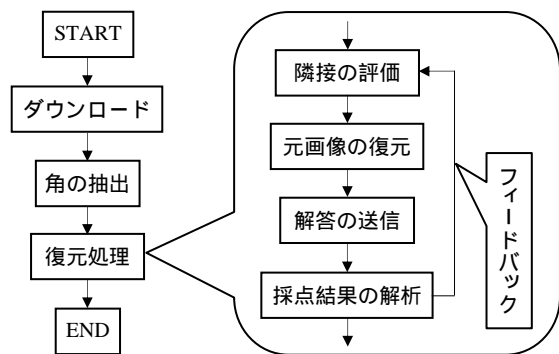 START
ダウンロード
角の抽出
復元処理
END
隣接の評価
元画像の復元
解答の送信
採点結果の解析
フィードバック